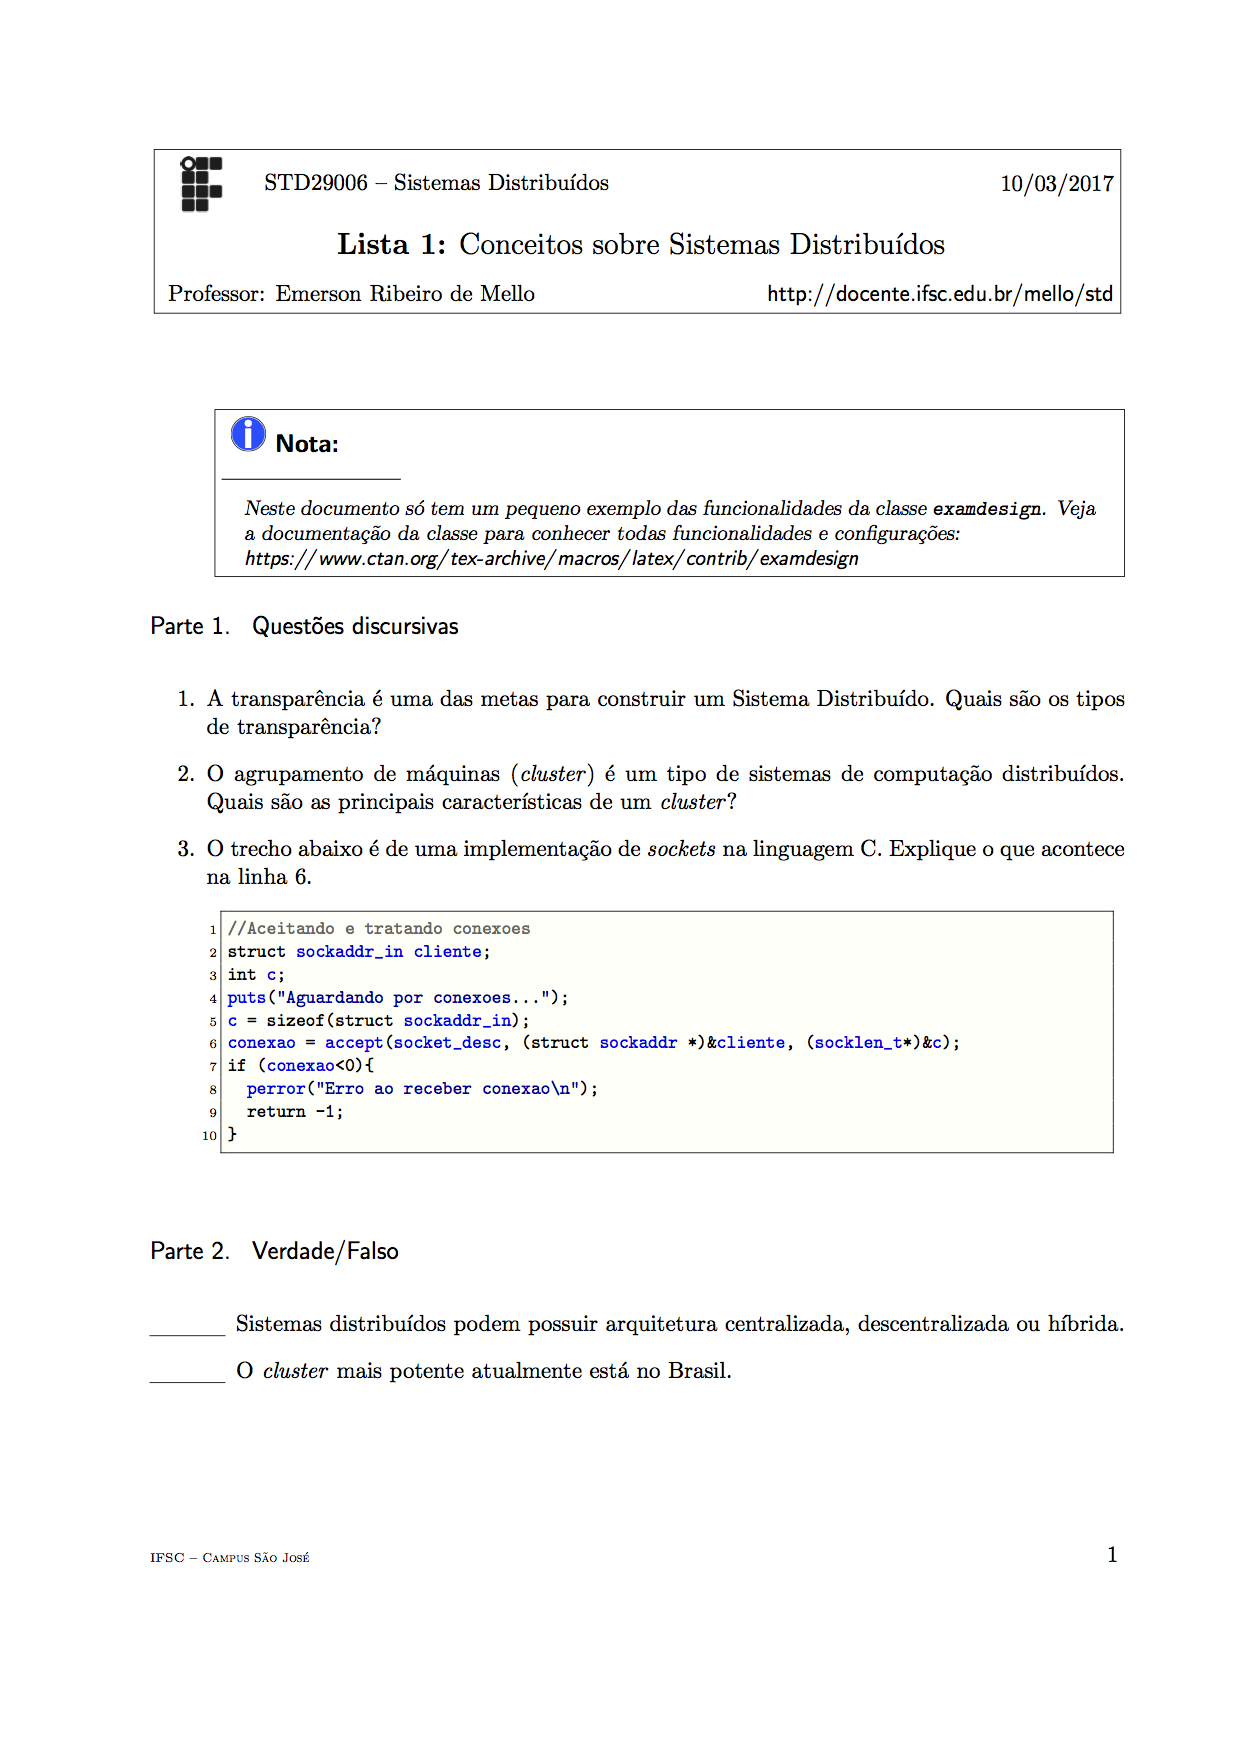 STD29006 – Sistemas Distribuídos 10/03/2017
Lista 1: Conceitos sobre Sistemas Distribuídos
Professor: Emerson Ribeiro de Mello http://docente.ifsc.edu.br/mello/std
Nota:
Neste documento só tem um pequeno exemplo das funcionalidades da classe examdesign. Veja
a documentação da classe para conhecer todas funcionalidades e configurações:
https://www.ctan.org/tex-archive/macros/latex/contrib/examdesign
Parte 1. Questões discursivas
1. A transparência é uma das metas para construir um Sistema Distribuído. Quais são os tipos
de transparência?
2. O agrupamento de máquinas (cluster) é um tipo de sistemas de computação distribuídos.
Quais são as principais características de um cluster?
3. O trecho abaixo é de uma implementação de sockets na linguagem C. Explique o que acontece
na linha 6.
1 //Aceitando e tratando conexoes
2 struct sockaddr_in cliente;
3 int c;
4 puts("Aguardando por conexoes...");
5 c = sizeof(struct sockaddr_in);
6 conexao = accept(socket_desc, (struct sockaddr *)&cliente, (socklen_t*)&c);
7 if (conexao<0){
8   perror("Erro ao receber conexao\n");
9   return -1;
10 }
Parte 2. Verdade/Falso
______ Sistemas distribuídos podem possuir arquitetura centralizada, descentralizada ou híbrida.
______ O cluster mais potente atualmente está no Brasil.
IFSC – Campus São José 1